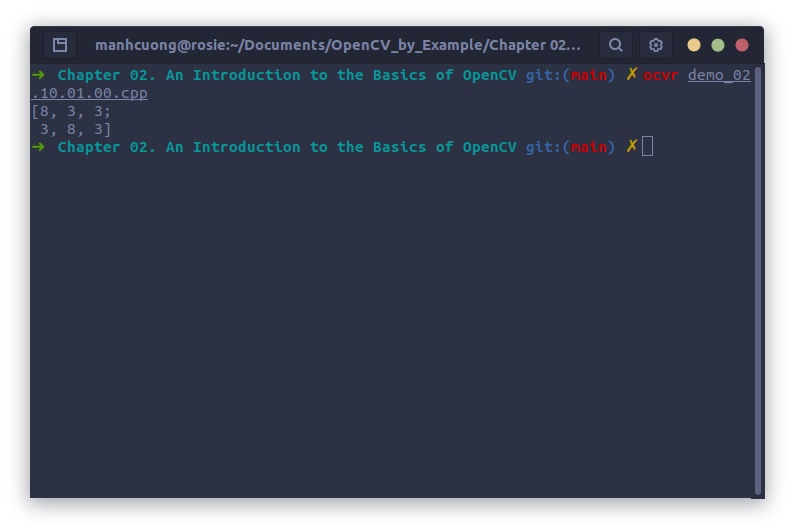 manhcuong@rosie:~/Documents/OpenCV_by_Example/Chapter 02...
➜ Chapter 02. An Introduction to the Basics of OpenCV git:(main) ✗ ocvr demo_02
.10.01.00.cpp
[8, 3, 3;
 3, 8, 3]
➜ Chapter 02. An Introduction to the Basics of OpenCV git:(main) ✗